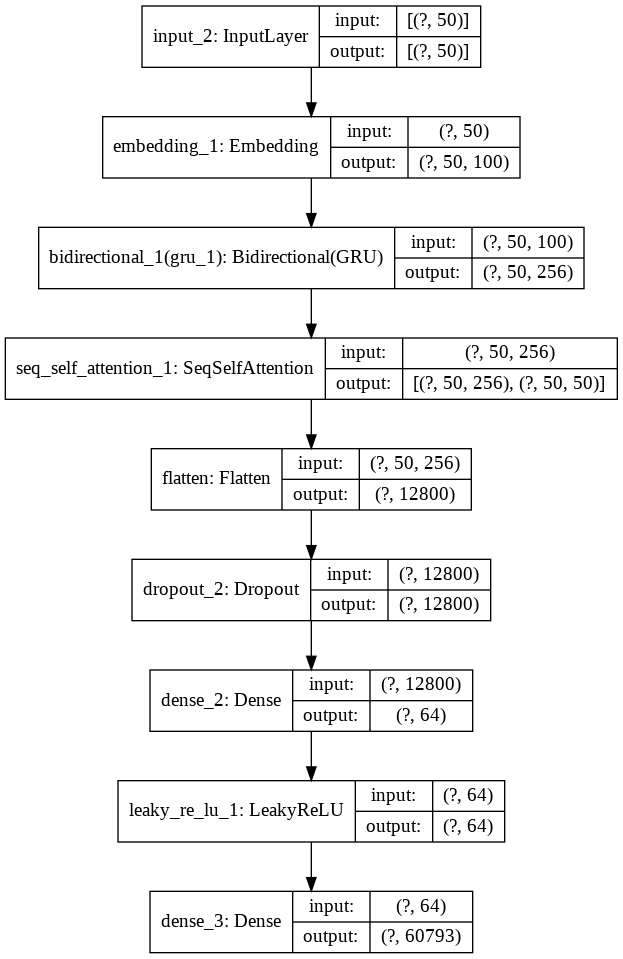 input_2: InputLayer
input:
[(?, 50)]
output:
[(?, 50)]
embedding_1: Embedding
input:
(?, 50)
output:
(?, 50, 100)
bidirectional_1(gru_1): Bidirectional(GRU)
input:
(?, 50, 100)
output:
(?, 50, 256)
seq_self_attention_1: SeqSelfAttention
input:
(?, 50, 256)
output:
[(?, 50, 256), (?, 50, 50)]
flatten: Flatten
input:
(?, 50, 256)
output:
(?, 12800)
dropout_2: Dropout
input:
(?, 12800)
output:
(?, 12800)
dense_2: Dense
input:
(?, 12800)
output:
(?, 64)
leaky_re_lu_1: LeakyReLU
input:
(?, 64)
output:
(?, 64)
dense_3: Dense
input:
(?, 64)
output:
(?, 60793)